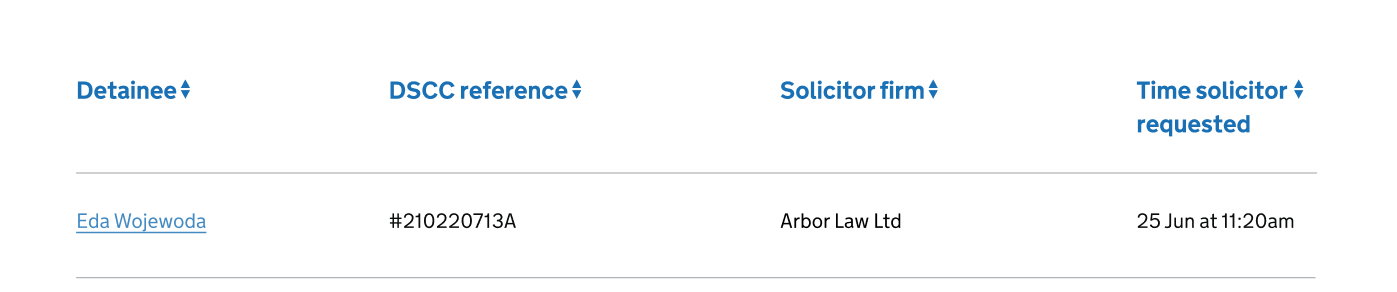 Detainee DSCC reference Solicitor firm Time solicitor
requested
Eda Wojewoda #210220713A Arbor Law Ltd 25 Jun at 11:20am